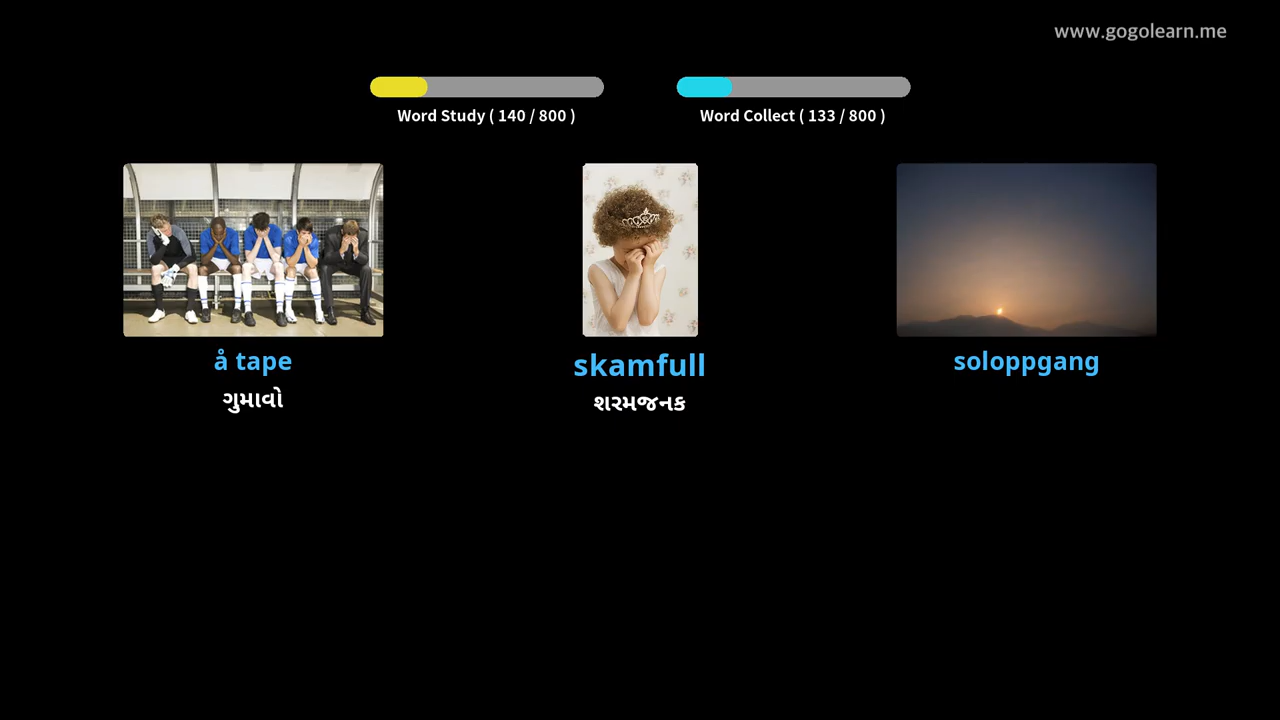 www.gogolearn.me
Word Study ( 140 / 800 )
Word Collect ( 133 / 800 )
å tape
skamfull
soloppgang
ગુમાવો
શરમજનક